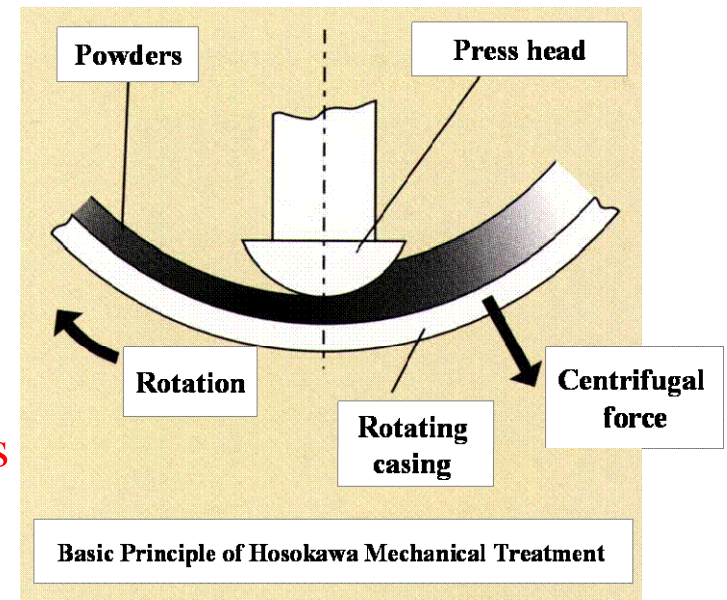 Powders
Press head
Rotation
Centrifugal
force
Rotating
casing
s
Basic Principle of Hosokawa Mechanical Treatment